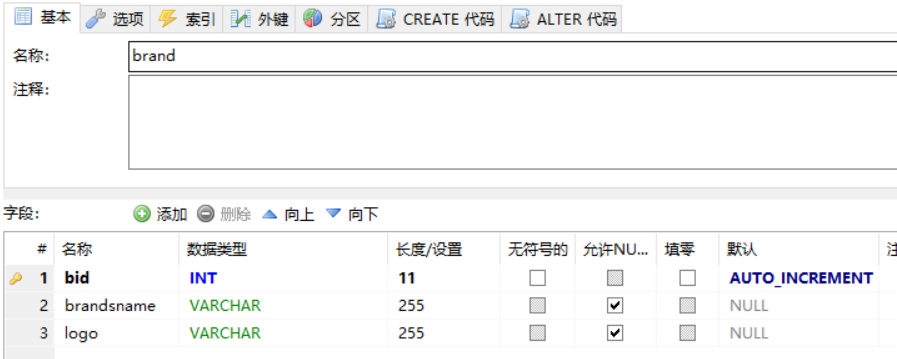 基本 选项 索引 外键 分区 CREATE 代码 ALTER 代码
名称: brand
注释:
字段: 添加 删除 向上 向下
# 名称 数据类型 长度/设置 无符号的 允许NU... 填零 默认
1 bid INT 11 AUTO_INCREMENT
2 brandsname VARCHAR 255 NULL
3 logo VARCHAR 255 NULL